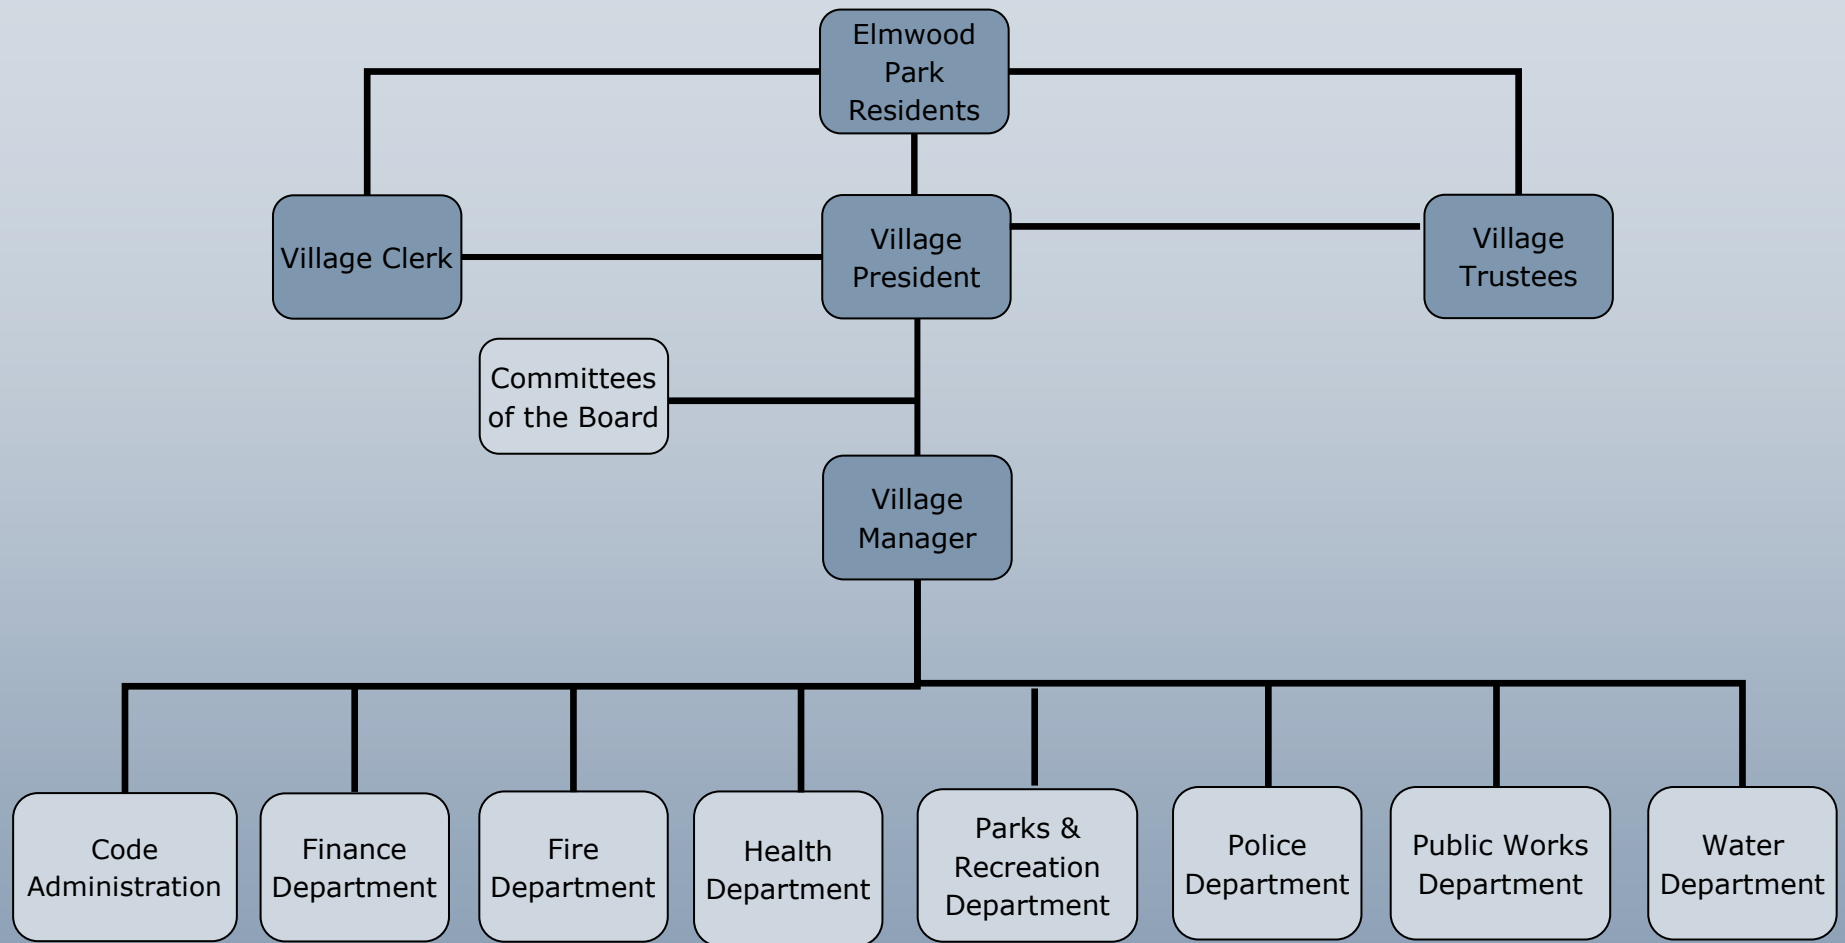 Elmwood
Park
Residents
Village Clerk
Village
President
Village
Trustees
Committees
of the Board
Village
Manager
Code
Administration
Finance
Department
Fire
Department
Health
Department
Parks &
Recreation
Department
Police
Department
Public Works
Department
Water
Department